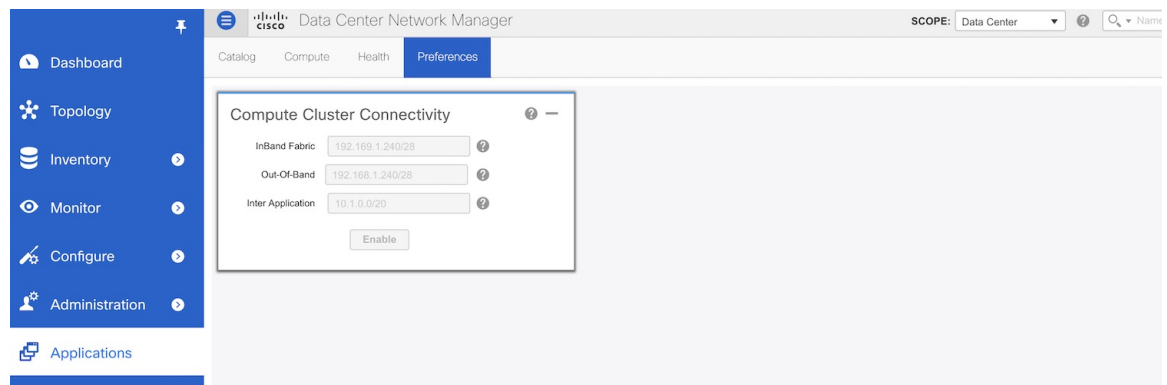 cisco Data Center Network Manager
SCOPE: Data Center Name
Dashboard
Topology
Inventory
Monitor
Configure
Administration
Applications
Catalog Compute Health Preferences
Compute Cluster Connectivity
InBand Fabric 192.169.1.240/28
Out-Of-Band 192.168.1.240/28
Inter Application 10.1.0.0/20
Enable